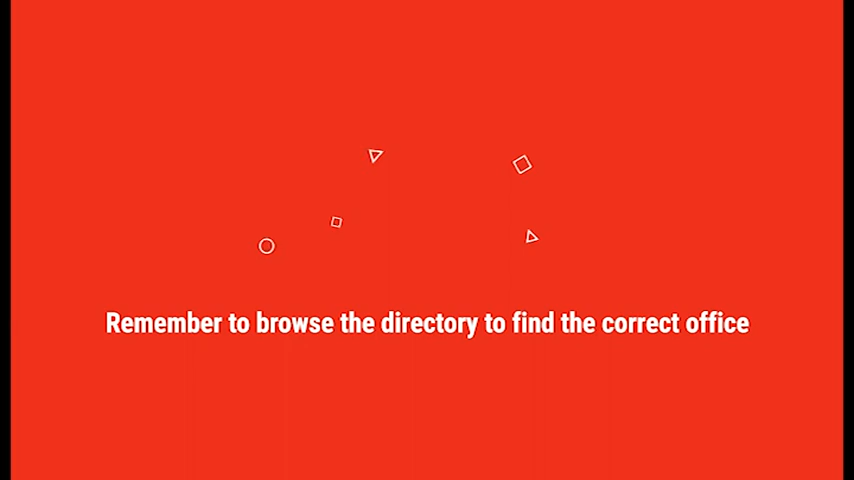 Remember to browse the directory to find the correct office